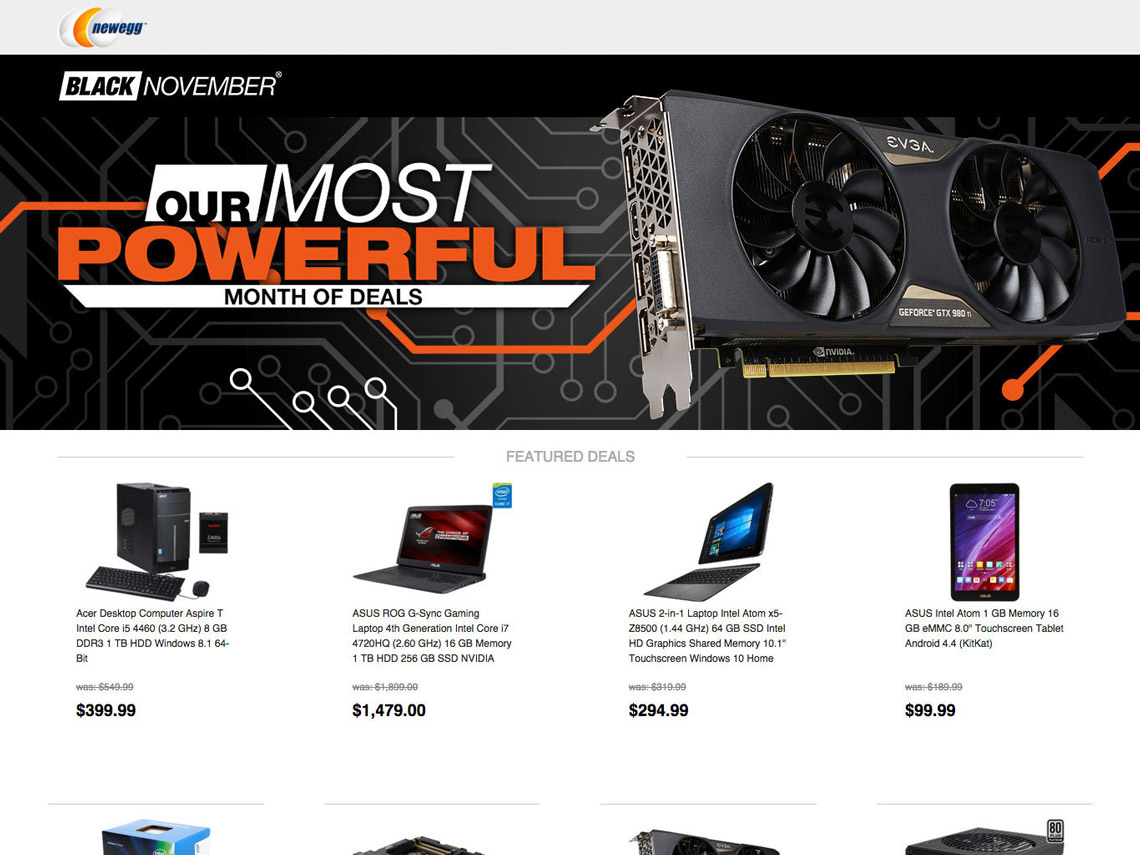 newegg
BLACK NOVEMBER®
OUR MOST
POWERFUL
MONTH OF DEALS
EVGA
GEFORCE® GTX 980 Ti
NVIDIA
FEATURED DEALS
Acer Desktop Computer Aspire T
Intel Core i5 4460 (3.2 GHz) 8 GB
DDR3 1 TB HDD Windows 8.1 64-
Bit
was: $549.99
$399.99
ASUS ROG G-Sync Gaming
Laptop 4th Generation Intel Core i7
4720HQ (2.60 GHz) 16 GB Memory
1 TB HDD 256 GB SSD NVIDIA
was: $1,899.00
$1,479.00
ASUS 2-in-1 Laptop Intel Atom x5-
Z8500 (1.44 GHz) 64 GB SSD Intel
HD Graphics Shared Memory 10.1"
Touchscreen Windows 10 Home
was: $319.99
$294.99
7:05
ASUS Intel Atom 1 GB Memory 16
GB eMMC 8.0" Touchscreen Tablet
Android 4.4 (KitKat)
was: $189.99
$99.99
EVGA
80
PLUS